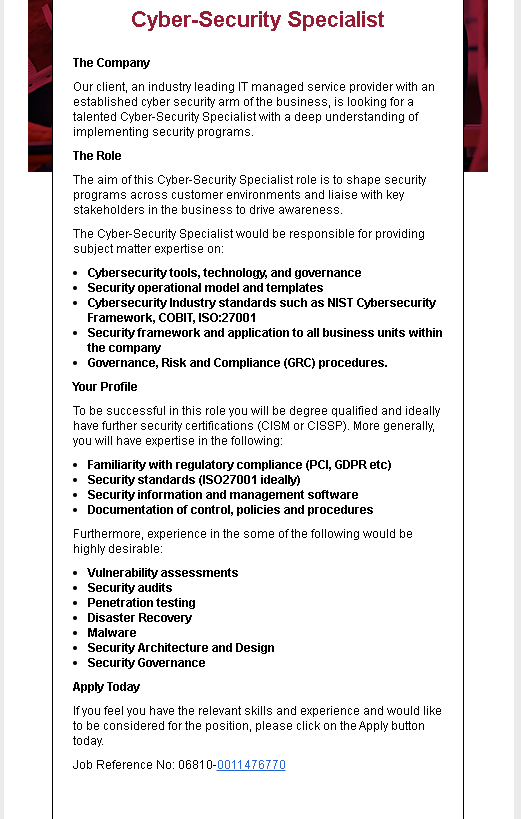 Cyber-Security Specialist
The Company
Our client, an industry leading IT managed service provider with an
established cyber security arm of the business, is looking for a
talented Cyber-Security Specialist with a deep understanding of
implementing security programs.
The Role
The aim of this Cyber-Security Specialist role is to shape security
programs across customer environments and liaise with key
stakeholders in the business to drive awareness.
The Cyber-Security Specialist would be responsible for providing
subject matter expertise on:
• Cybersecurity tools, technology, and governance
• Security operational model and templates
• Cybersecurity Industry standards such as NIST Cybersecurity
Framework, COBIT, ISO:27001
• Security framework and application to all business units within
the company
• Governance, Risk and Compliance (GRC) procedures.
Your Profile
To be successful in this role you will be degree qualified and ideally
have further security certifications (CISM or CISSP). More generally,
you will have expertise in the following:
• Familiarity with regulatory compliance (PCI, GDPR etc)
• Security standards (ISO27001 ideally)
• Security information and management software
• Documentation of control, policies and procedures
Furthermore, experience in the some of the following would be
highly desirable:
• Vulnerability assessments
• Security audits
• Penetration testing
• Disaster Recovery
• Malware
• Security Architecture and Design
• Security Governance
Apply Today
If you feel you have the relevant skills and experience and would like
to be considered for the position, please click on the Apply button
today.
Job Reference No: 06810-0011476770